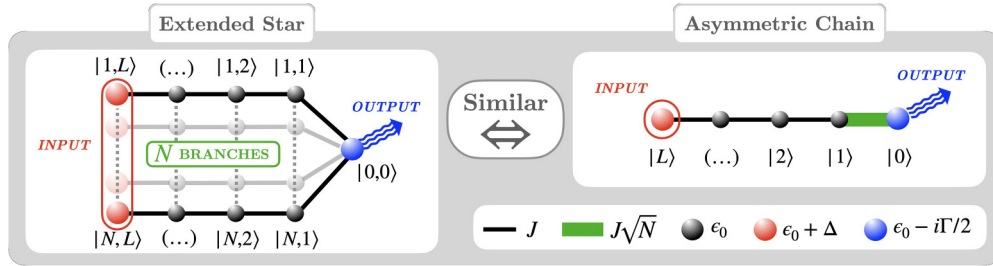 Extended Star
Asymmetric Chain
|1,L⟩ (…) |1,2⟩ |1,1⟩
OUTPUT
INPUT
N BRANCHES
|0,0⟩
|N,L⟩ (…) |N,2⟩ |N,1⟩
Similar
INPUT
OUTPUT
|L⟩ (…) |2⟩ |1⟩ |0⟩
J J√N ϵ₀ ϵ₀ + Δ ϵ₀ − iΓ/2